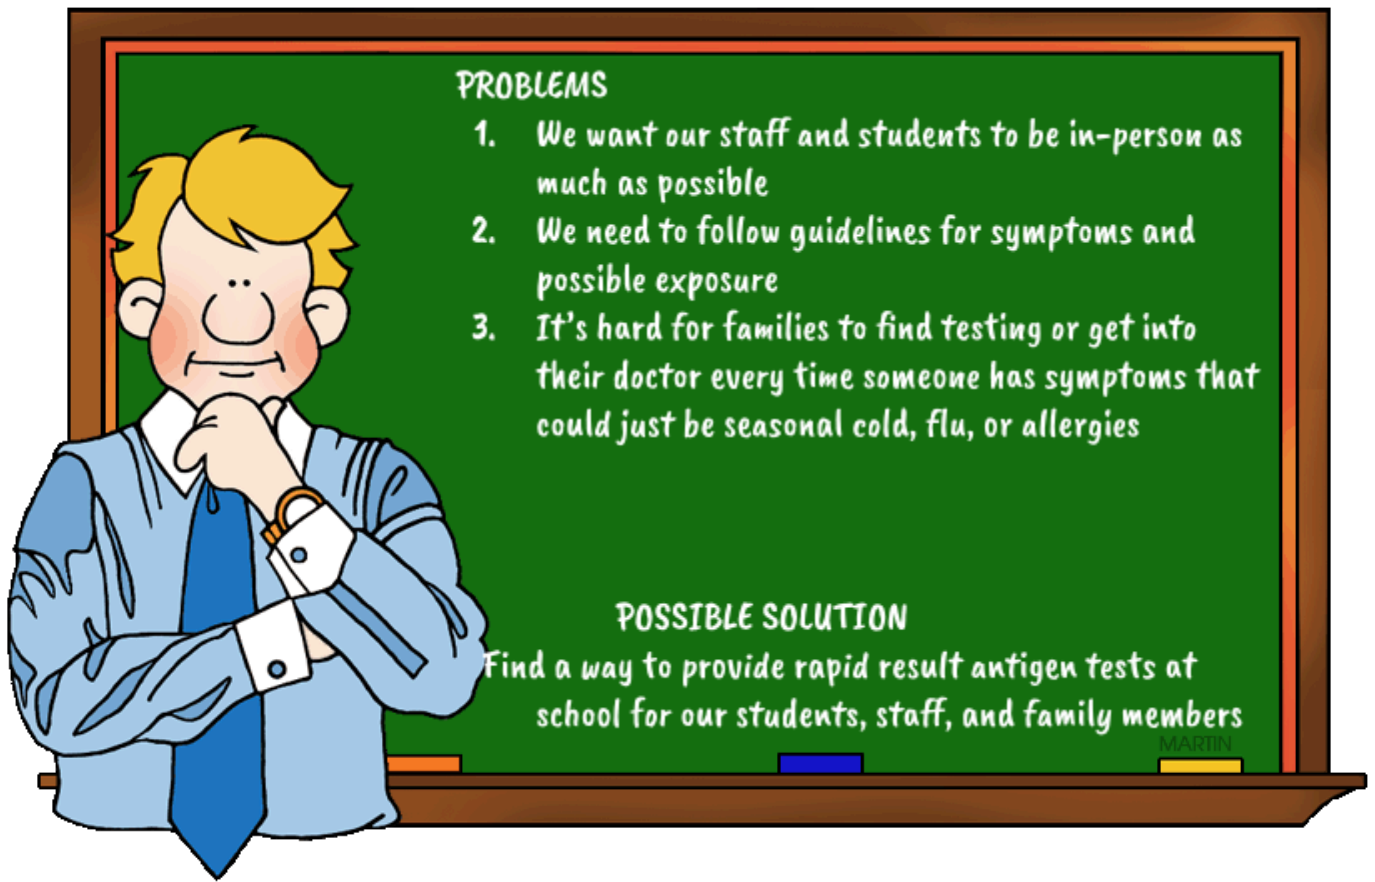 PROBLEMS
1. We want our staff and students to be in-person as
much as possible
2. We need to follow guidelines for symptoms and
possible exposure
3. It's hard for families to find testing or get into
their doctor every time someone has symptoms that
could just be seasonal cold, flu, or allergies
POSSIBLE SOLUTION
Find a way to provide rapid result antigen tests at
school for our students, staff, and family members
MARTIN